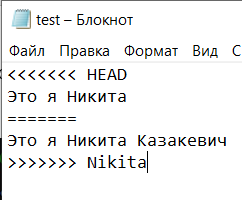 test – Блокнот
Файл Правка Формат Вид С
<<<<<<< HEAD
Это я Никита
=======
Это я Никита Казакевич
>>>>>>> Nikita